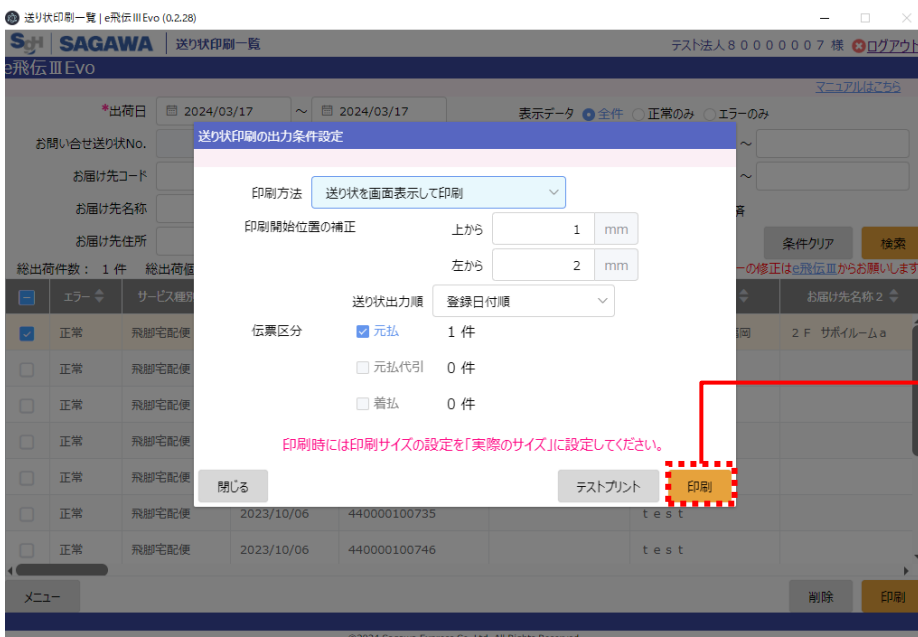 送り状印刷一覧 | e飛伝ⅢEvo (0.2.28)
SGH SAGAWA 送り状印刷一覧 テスト法人８０００００７ 様 ログアウト
e飛伝ⅢEvo
マニュアルはこちら
*出荷日 2024/03/17 ～ 2024/03/17 表示データ 全件 正常のみ エラーのみ
お問い合せ送り状No. ～
お届け先コード ～
お届け先名称
お届け先住所 条件クリア 検索
総出荷件数： 1 件 総出荷個 ーの修正はe飛伝Ⅲからお願いします
エラー サービス種別 お届け先名称２
送り状印刷の出力条件設定
印刷方法 送り状を画面表示して印刷
印刷開始位置の補正 上から 1 mm
左から 2 mm
送り状出力順 登録日付順
伝票区分 元払 1 件
元払代引 0 件
着払 0 件
印刷時には印刷サイズの設定を「実際のサイズ」に設定してください。
閉じる テストプリント 印刷
正常 飛脚宅配便 岡 ２Ｆ サボイルームａ
正常 飛脚宅配便
正常 飛脚宅配便
正常 飛脚宅配便
正常 飛脚宅配便
正常 飛脚宅配便 2023/10/06 440000100735 ｔｅｓｔ
正常 飛脚宅配便 2023/10/06 440000100746 ｔｅｓｔ
メニュー 削除 印刷
©2024 Sagawa Express Co.,Ltd. All Rights Reserved.